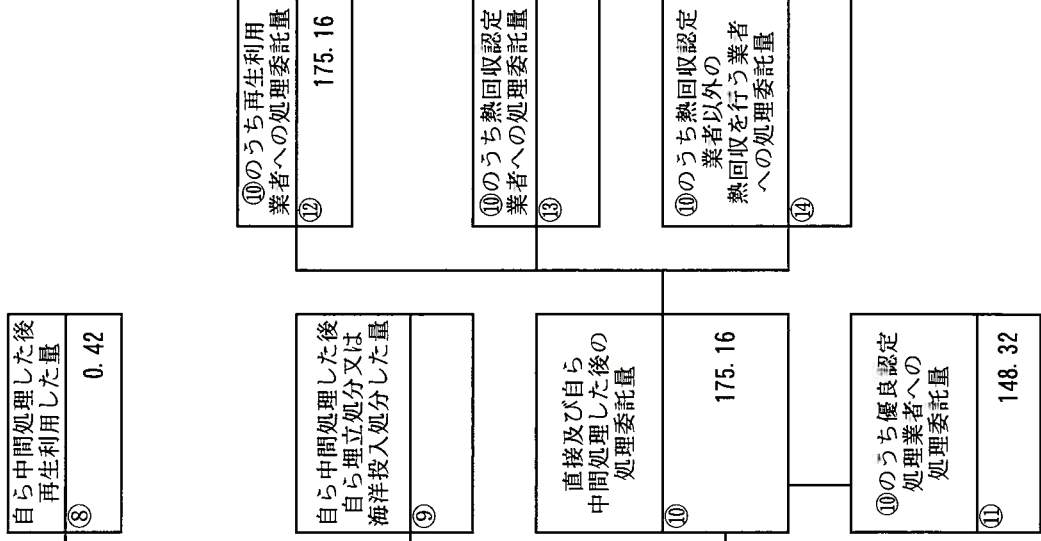 自ら中間処理した後
再生利用した量
⑧
0.42
自ら中間処理した後
自ら埋立処分又は
海洋投入処分した量
⑨
直接及び自ら
中間処理した後の
処理委託量
⑩
175.16
⑩のうち優良認定
処理業者への
処理委託量
⑪
148.32
⑩のうち再生利用
業者への処理委託量
⑫
175.16
⑩のうち熱回収認定
業者への処理委託量
⑬
⑩のうち熱回収認定
業者以外の
熱回収を行う業者
への処理委託量
⑭